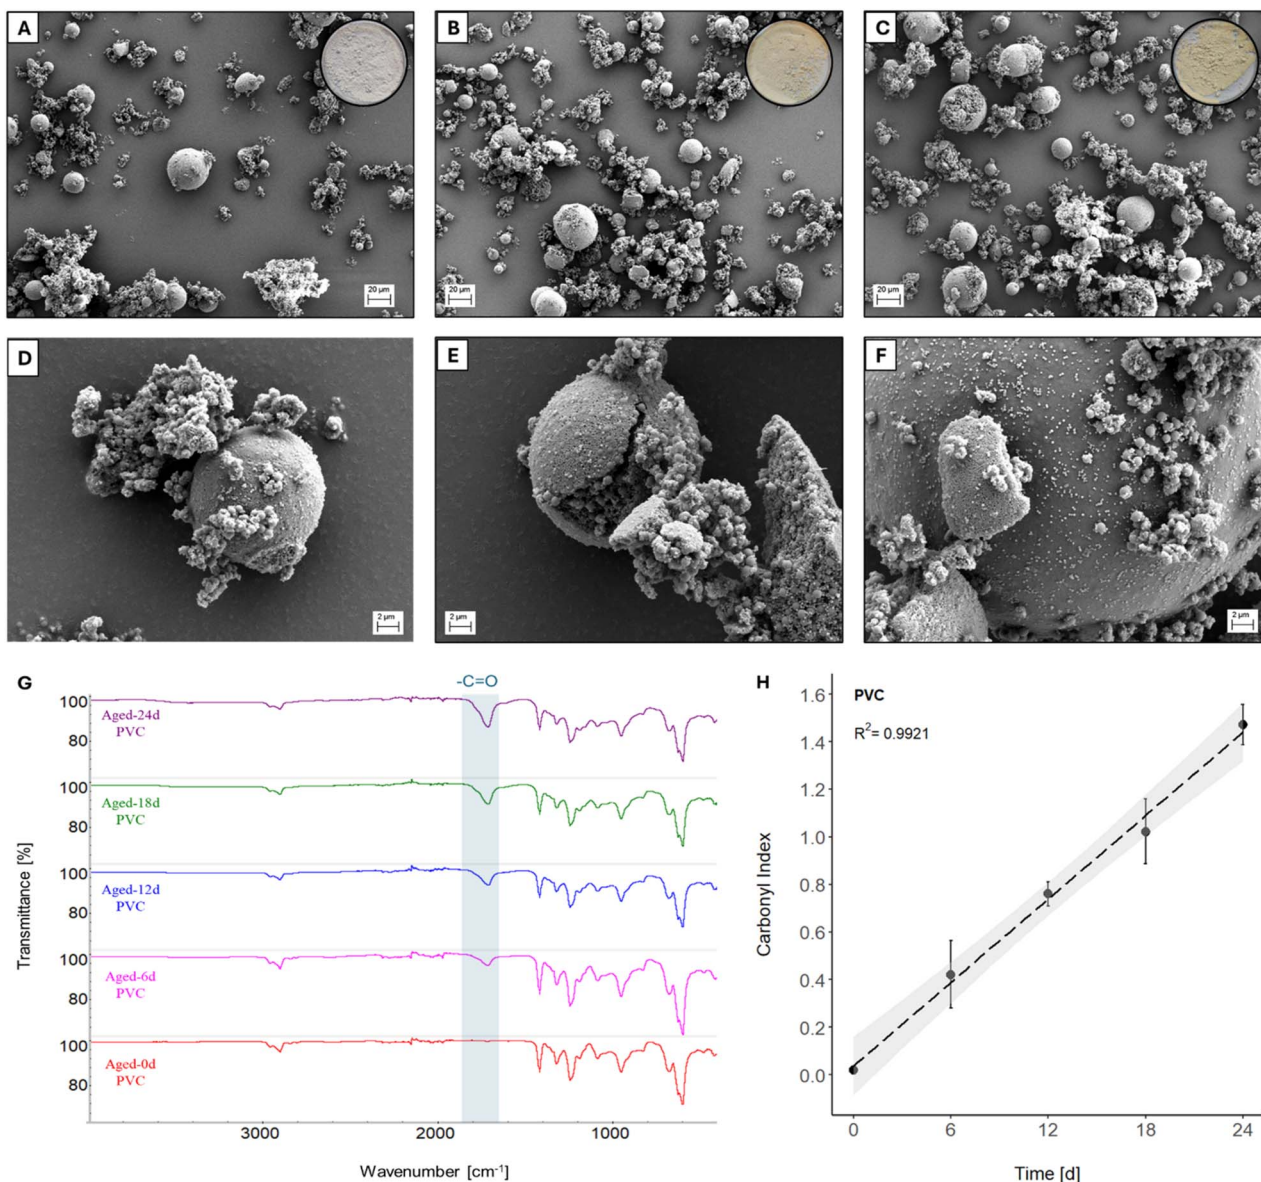 A
B
C
20 µm
20 µm
20 µm
D
E
F
2 µm
2 µm
2 µm
G
-C=O
100
Aged-24d
PVC
80
100
Aged-18d
PVC
80
100
Aged-12d
PVC
80
100
Aged-6d
PVC
80
100
Aged-0d
PVC
80
Transmittance [%]
3000
2000
1000
Wavenumber [cm⁻¹]
H
PVC
R²= 0.9921
1.6
1.4
1.2
1.0
0.8
0.6
0.4
0.2
0.0
Carbonyl Index
0
6
12
18
24
Time [d]